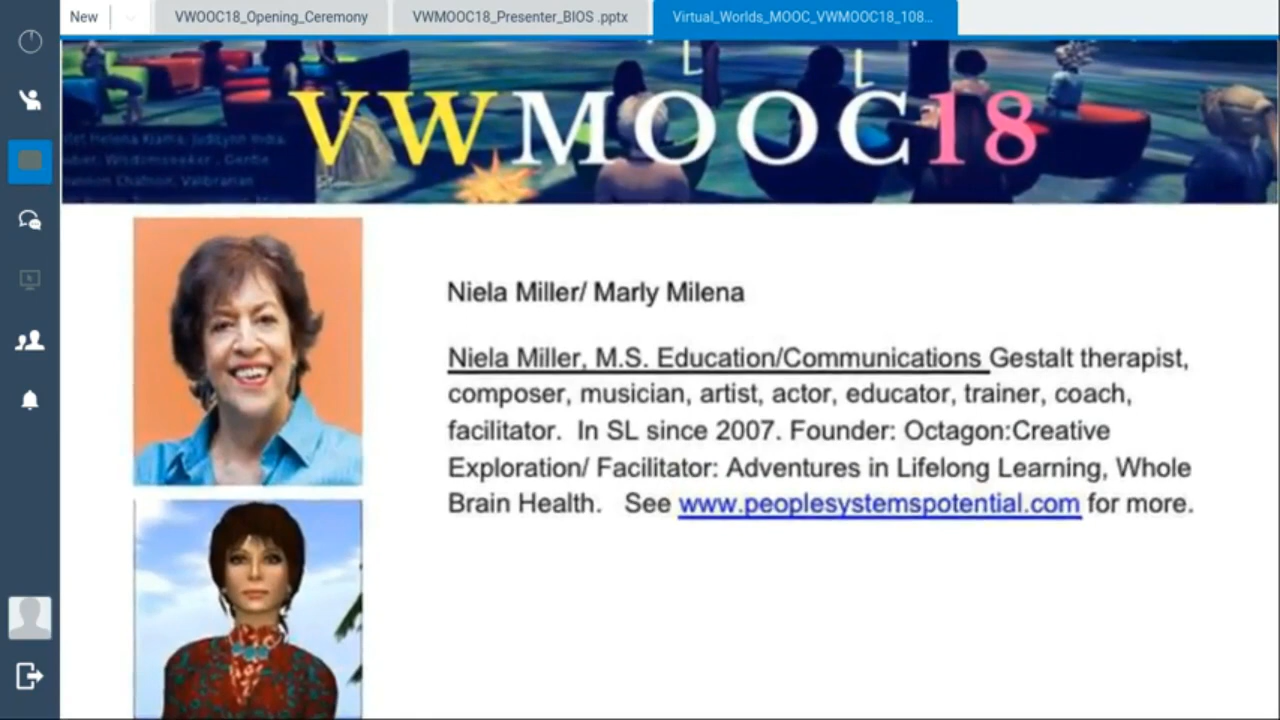 New
VWOOC18_Opening_Ceremony
VWMOOC18_Presenter_BIOS .pptx
Virtual_Worlds_MOOC_VWMOOC18_108...
VWMOOC18
Niela Miller/ Marly Milena
Niela Miller, M.S. Education/Communications Gestalt therapist,
composer, musician, artist, actor, educator, trainer, coach,
facilitator. In SL since 2007. Founder: Octagon:Creative
Exploration/ Facilitator: Adventures in Lifelong Learning, Whole
Brain Health. See www.peoplesystemspotential.com for more.